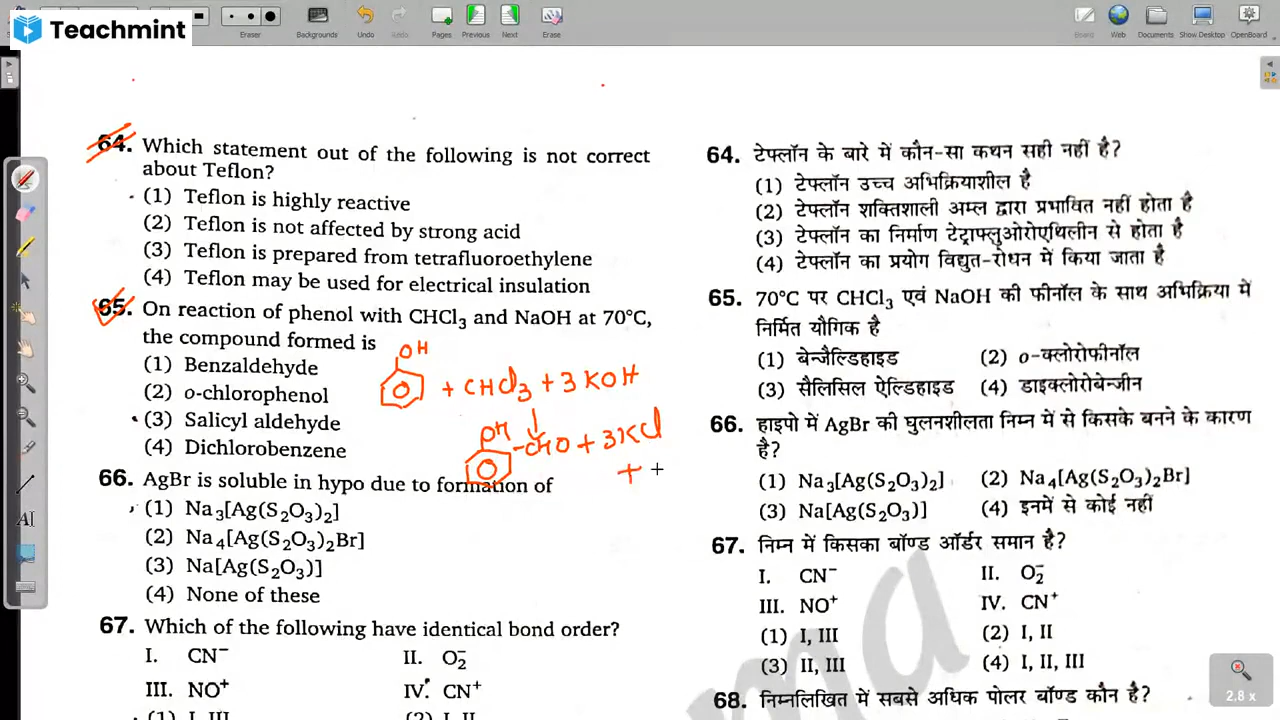 Teachmint
Eraser
Backgrounds
Undo
Redo
Pages
Previous
Next
Erase
Board
Web
Documents
Show Desktop
OpenBoard
64. Which statement out of the following is not correct
about Teflon?
(1) Teflon is highly reactive
(2) Teflon is not affected by strong acid
(3) Teflon is prepared from tetrafluoroethylene
(4) Teflon may be used for electrical insulation
65. On reaction of phenol with CHCl₃ and NaOH at 70°C,
the compound formed is
(1) Benzaldehyde
(2) o-chlorophenol
(3) Salicyl aldehyde
(4) Dichlorobenzene
OH
+ CHCl₃ + 3 KOH
OH
-CHO + 3KCl
+
66. AgBr is soluble in hypo due to formation of
(1) Na₃[Ag(S₂O₃)₂]
(2) Na₄[Ag(S₂O₃)₂Br]
(3) Na[Ag(S₂O₃)]
(4) None of these
67. Which of the following have identical bond order?
I. CN⁻ II. O₂⁻
III. NO⁺ IV. CN⁺
(1) I, III (2) I, II
64. टेफ्लॉन के बारे में कौन-सा कथन सही नहीं है?
(1) टेफ्लॉन उच्च अभिक्रियाशील है
(2) टेफ्लॉन शक्तिशाली अम्ल द्वारा प्रभावित नहीं होता है
(3) टेफ्लॉन का निर्माण टेट्राफ्लुओरोएथिलीन से होता है
(4) टेफ्लॉन का प्रयोग विद्युत-रोधन में किया जाता है
65. 70°C पर CHCl₃ एवं NaOH की फीनॉल के साथ अभिक्रिया में
निर्मित यौगिक है
(1) बेन्जैल्डिहाइड (2) o-क्लोरोफीनॉल
(3) सैलिसिल ऐल्डिहाइड (4) डाइक्लोरोबेन्जीन
66. हाइपो में AgBr की घुलनशीलता निम्न में से किसके बनने के कारण
है?
(1) Na₃[Ag(S₂O₃)₂] (2) Na₄[Ag(S₂O₃)₂Br]
(3) Na[Ag(S₂O₃)] (4) इनमें से कोई नहीं
67. निम्न में किसका बॉण्ड ऑर्डर समान है?
I. CN⁻ II. O₂⁻
III. NO⁺ IV. CN⁺
(1) I, III (2) I, II
(3) II, III (4) I, II, III
68. निम्नलिखित में सबसे अधिक पोलर बॉण्ड कौन है?
2.8 x